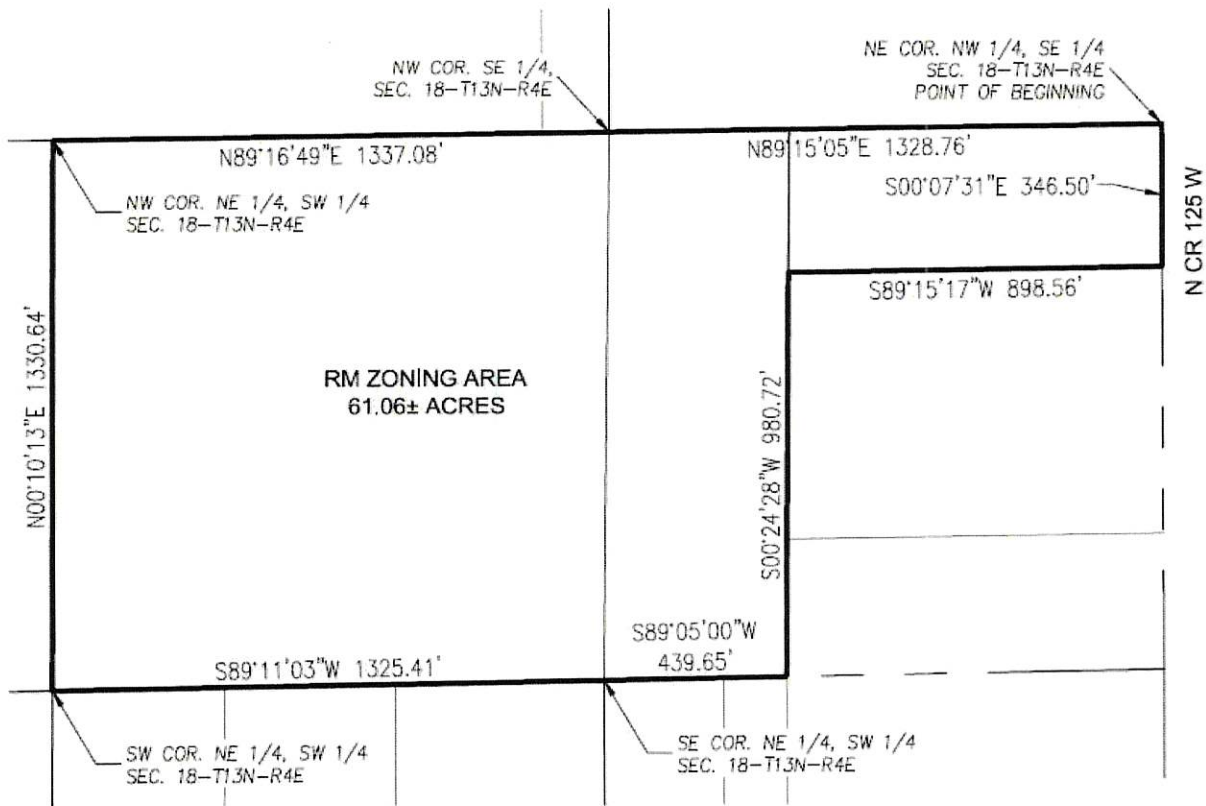 NW COR. SE 1/4,
SEC. 18-T13N-R4E
NE COR. NW 1/4, SE 1/4
SEC. 18-T13N-R4E
POINT OF BEGINNING
N89°16'49"E 1337.08'
N89°15'05"E 1328.76'
NW COR. NE 1/4, SW 1/4
SEC. 18-T13N-R4E
S00°07'31"E 346.50'
N CR 125 W
S89°15'17"W 898.56'
N00°10'13"E 1330.64'
RM ZONING AREA
61.06± ACRES
S00°24'28"W 980.72'
S89°05'00"W
439.65'
S89°11'03"W 1325.41'
SW COR. NE 1/4, SW 1/4
SEC. 18-T13N-R4E
SE COR. NE 1/4, SW 1/4
SEC. 18-T13N-R4E